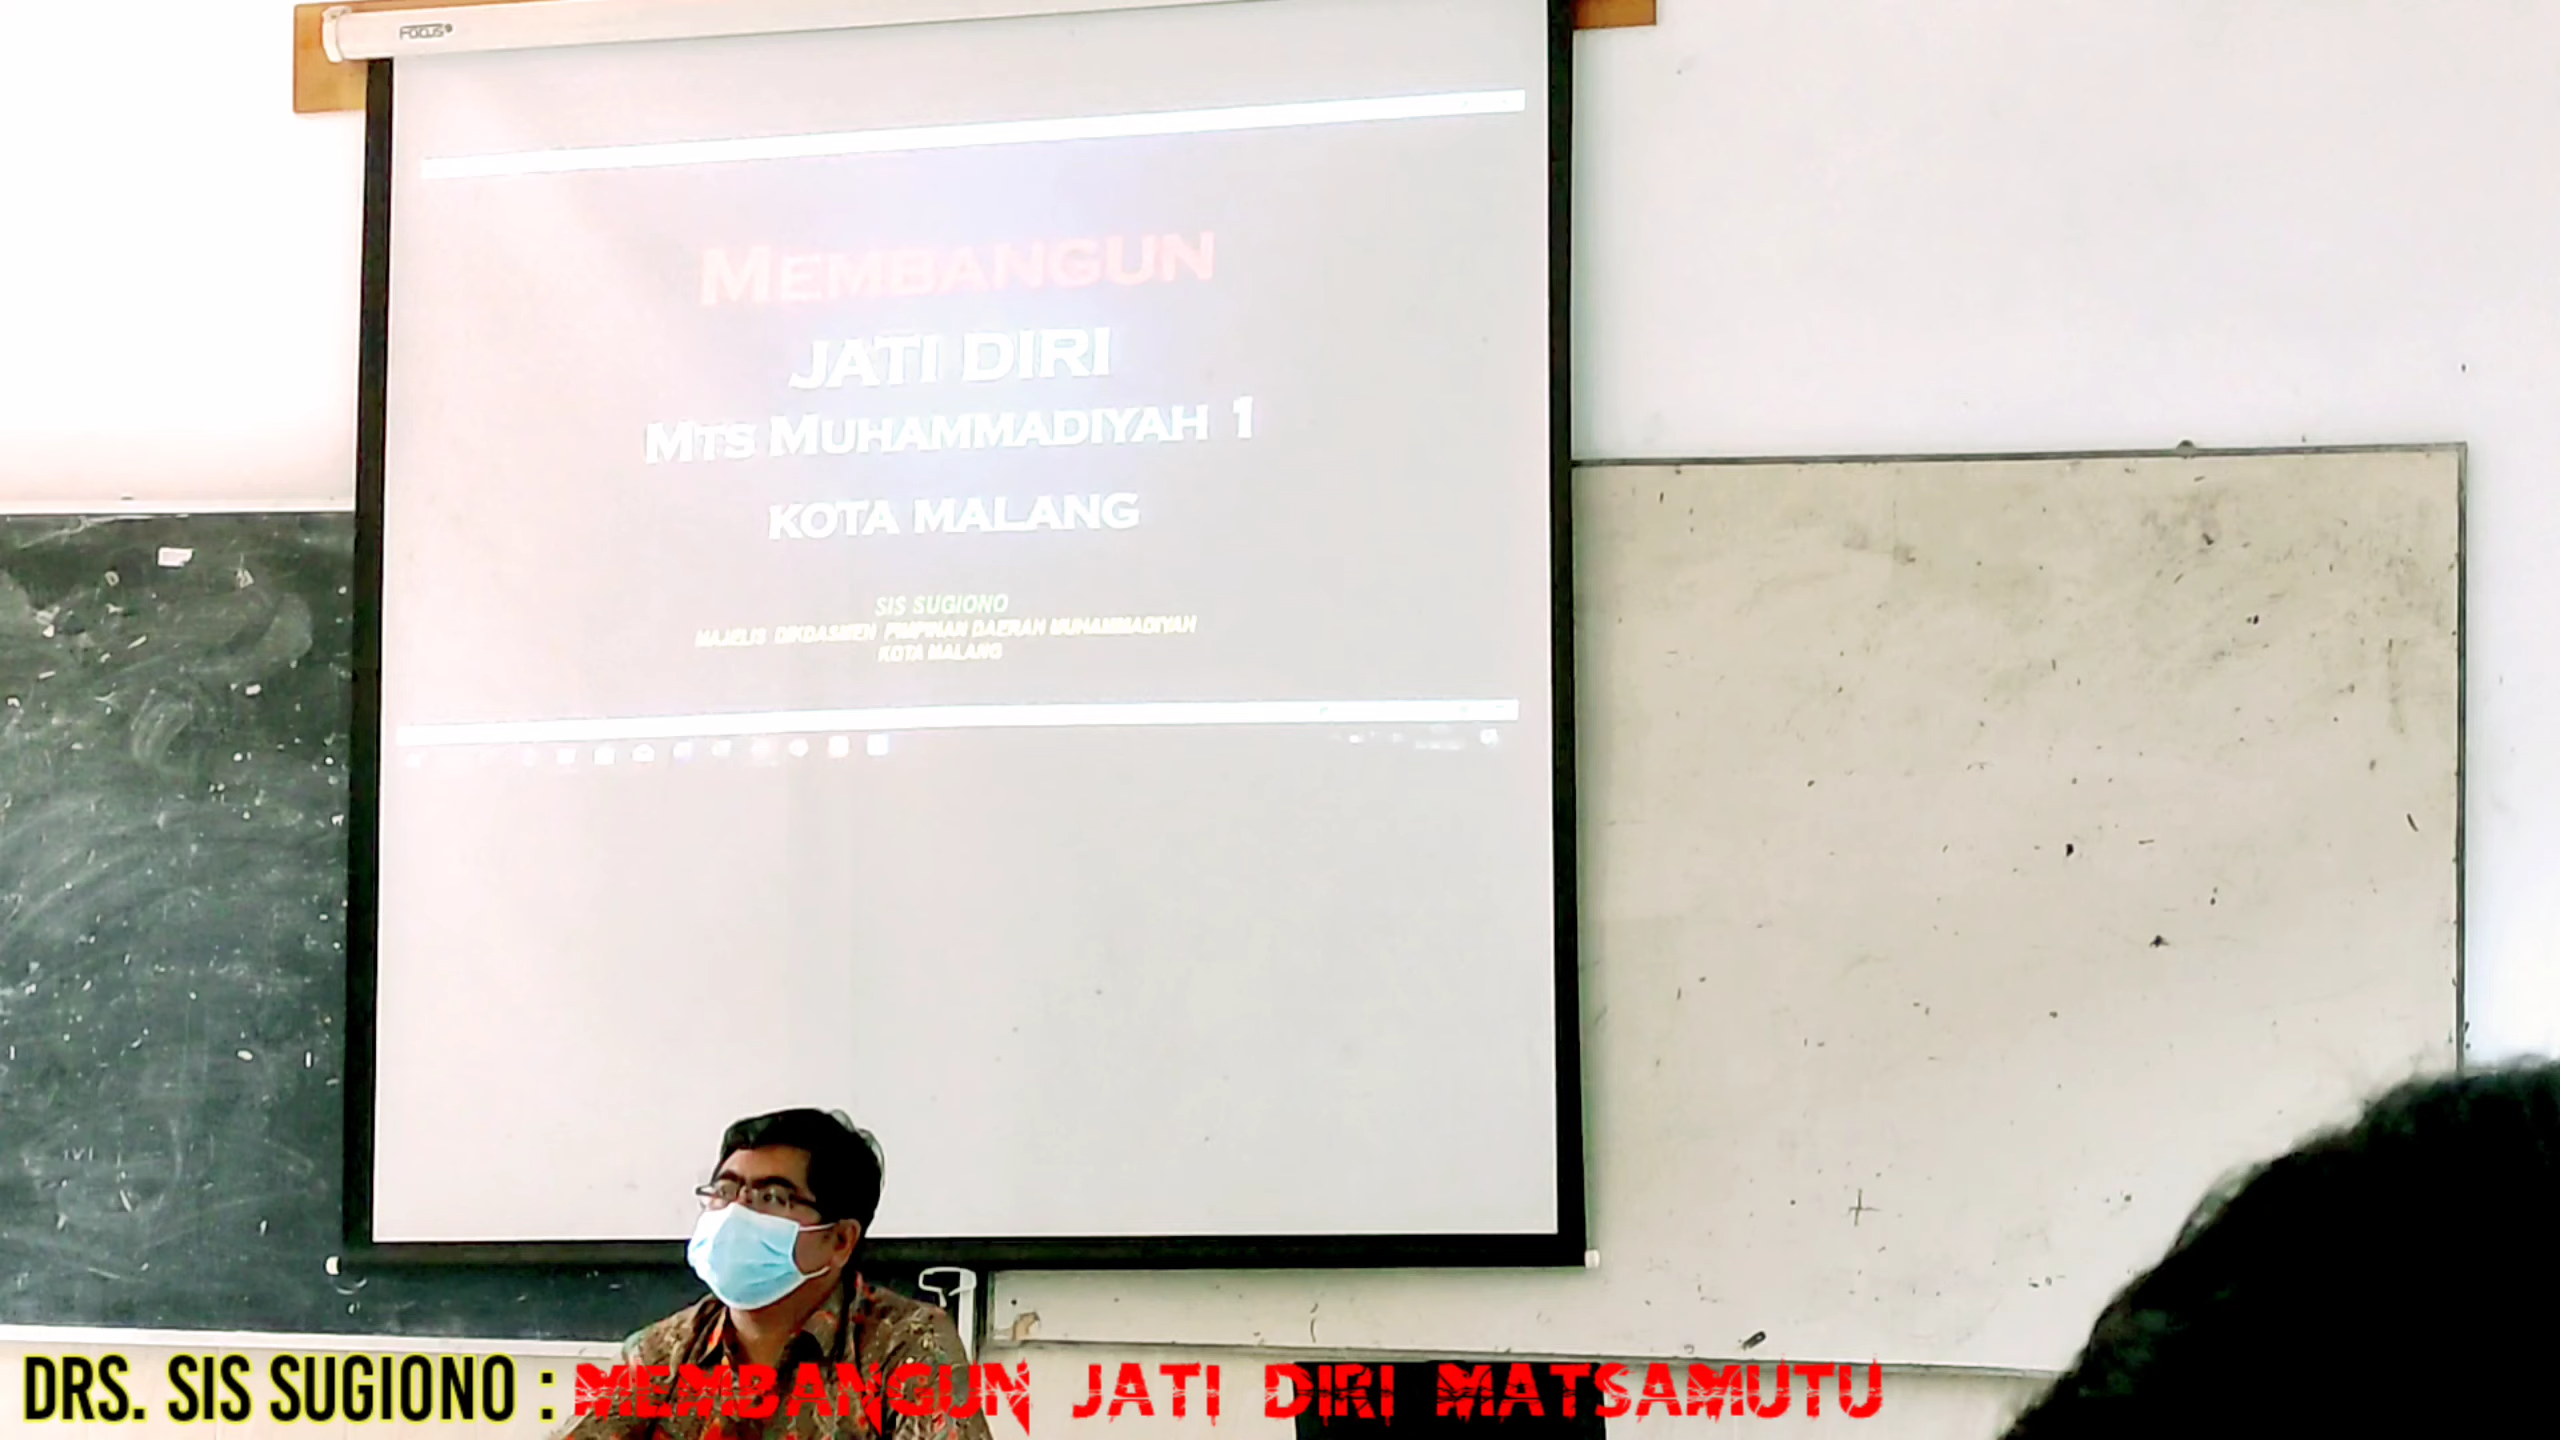 FOCUS
MEMBANGUN
JATI DIRI
MTS MUHAMMADIYAH 1
KOTA MALANG
SIS SUGIONO
MAJELIS DIKDASMEN PIMPINAN DAERAH MUHAMMADIYAH
KOTA MALANG
DRS. SIS SUGIONO : MEMBANGUN JATI DIRI MATSAMUTU